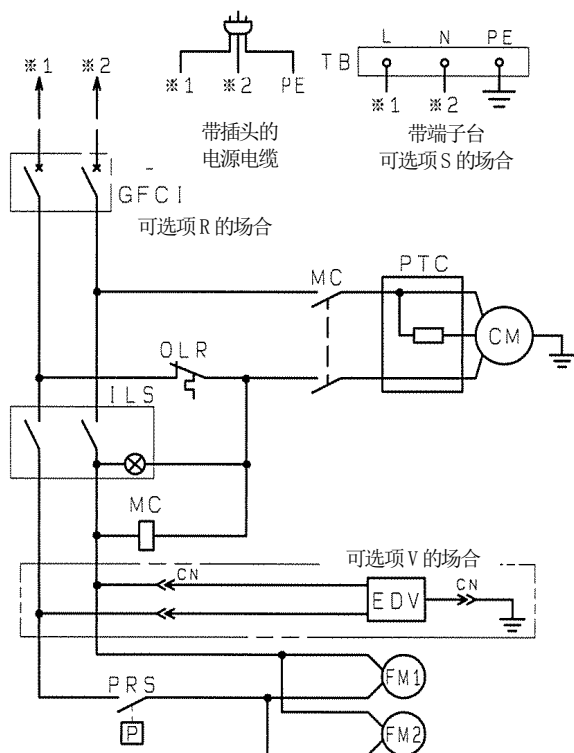 ※1 ※2
※1 ※2 PE
带插头的
电源电缆
L N PE
TB
※1 ※2
带端子台
可选项S的场合
GFCI
可选项R的场合
MC PTC
CM
OLR
ILS
MC
可选项V的场合
CN EDV CN
PRS FM1
P FM2